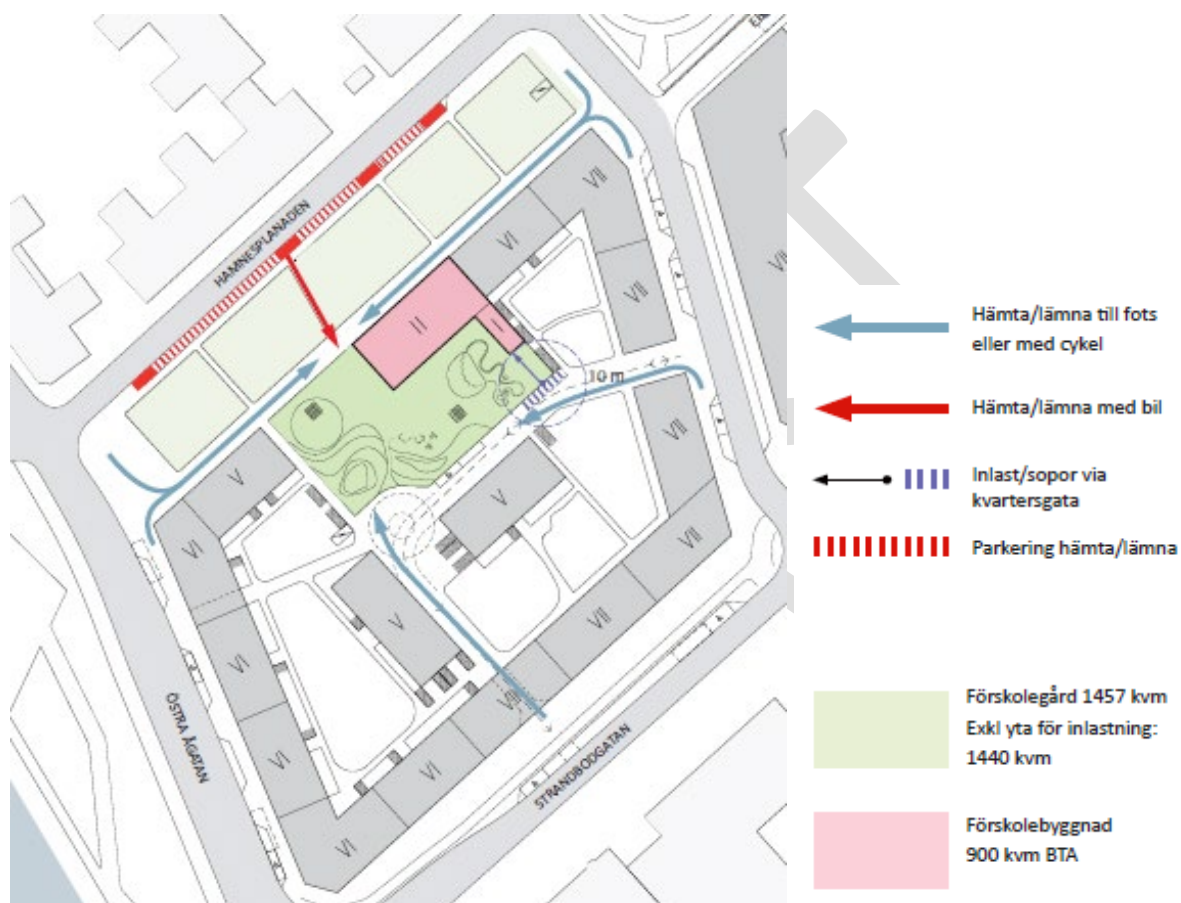 HAMNESPLANADEN
VII
VI
VII
VII
II
I
VII
10 m
V
VII
VI
V
VII
V
VII
VI
VII
VI
VI
VI
ÖSTRA ÅGATAN
STRANDBODGATAN
Hämta/lämna till fots
eller med cykel
Hämta/lämna med bil
Inlast/sopor via
kvartersgata
Parkering hämta/lämna
Förskolegård 1457 kvm
Exkl yta för inlastning:
1440 kvm
Förskolebyggnad
900 kvm BTA